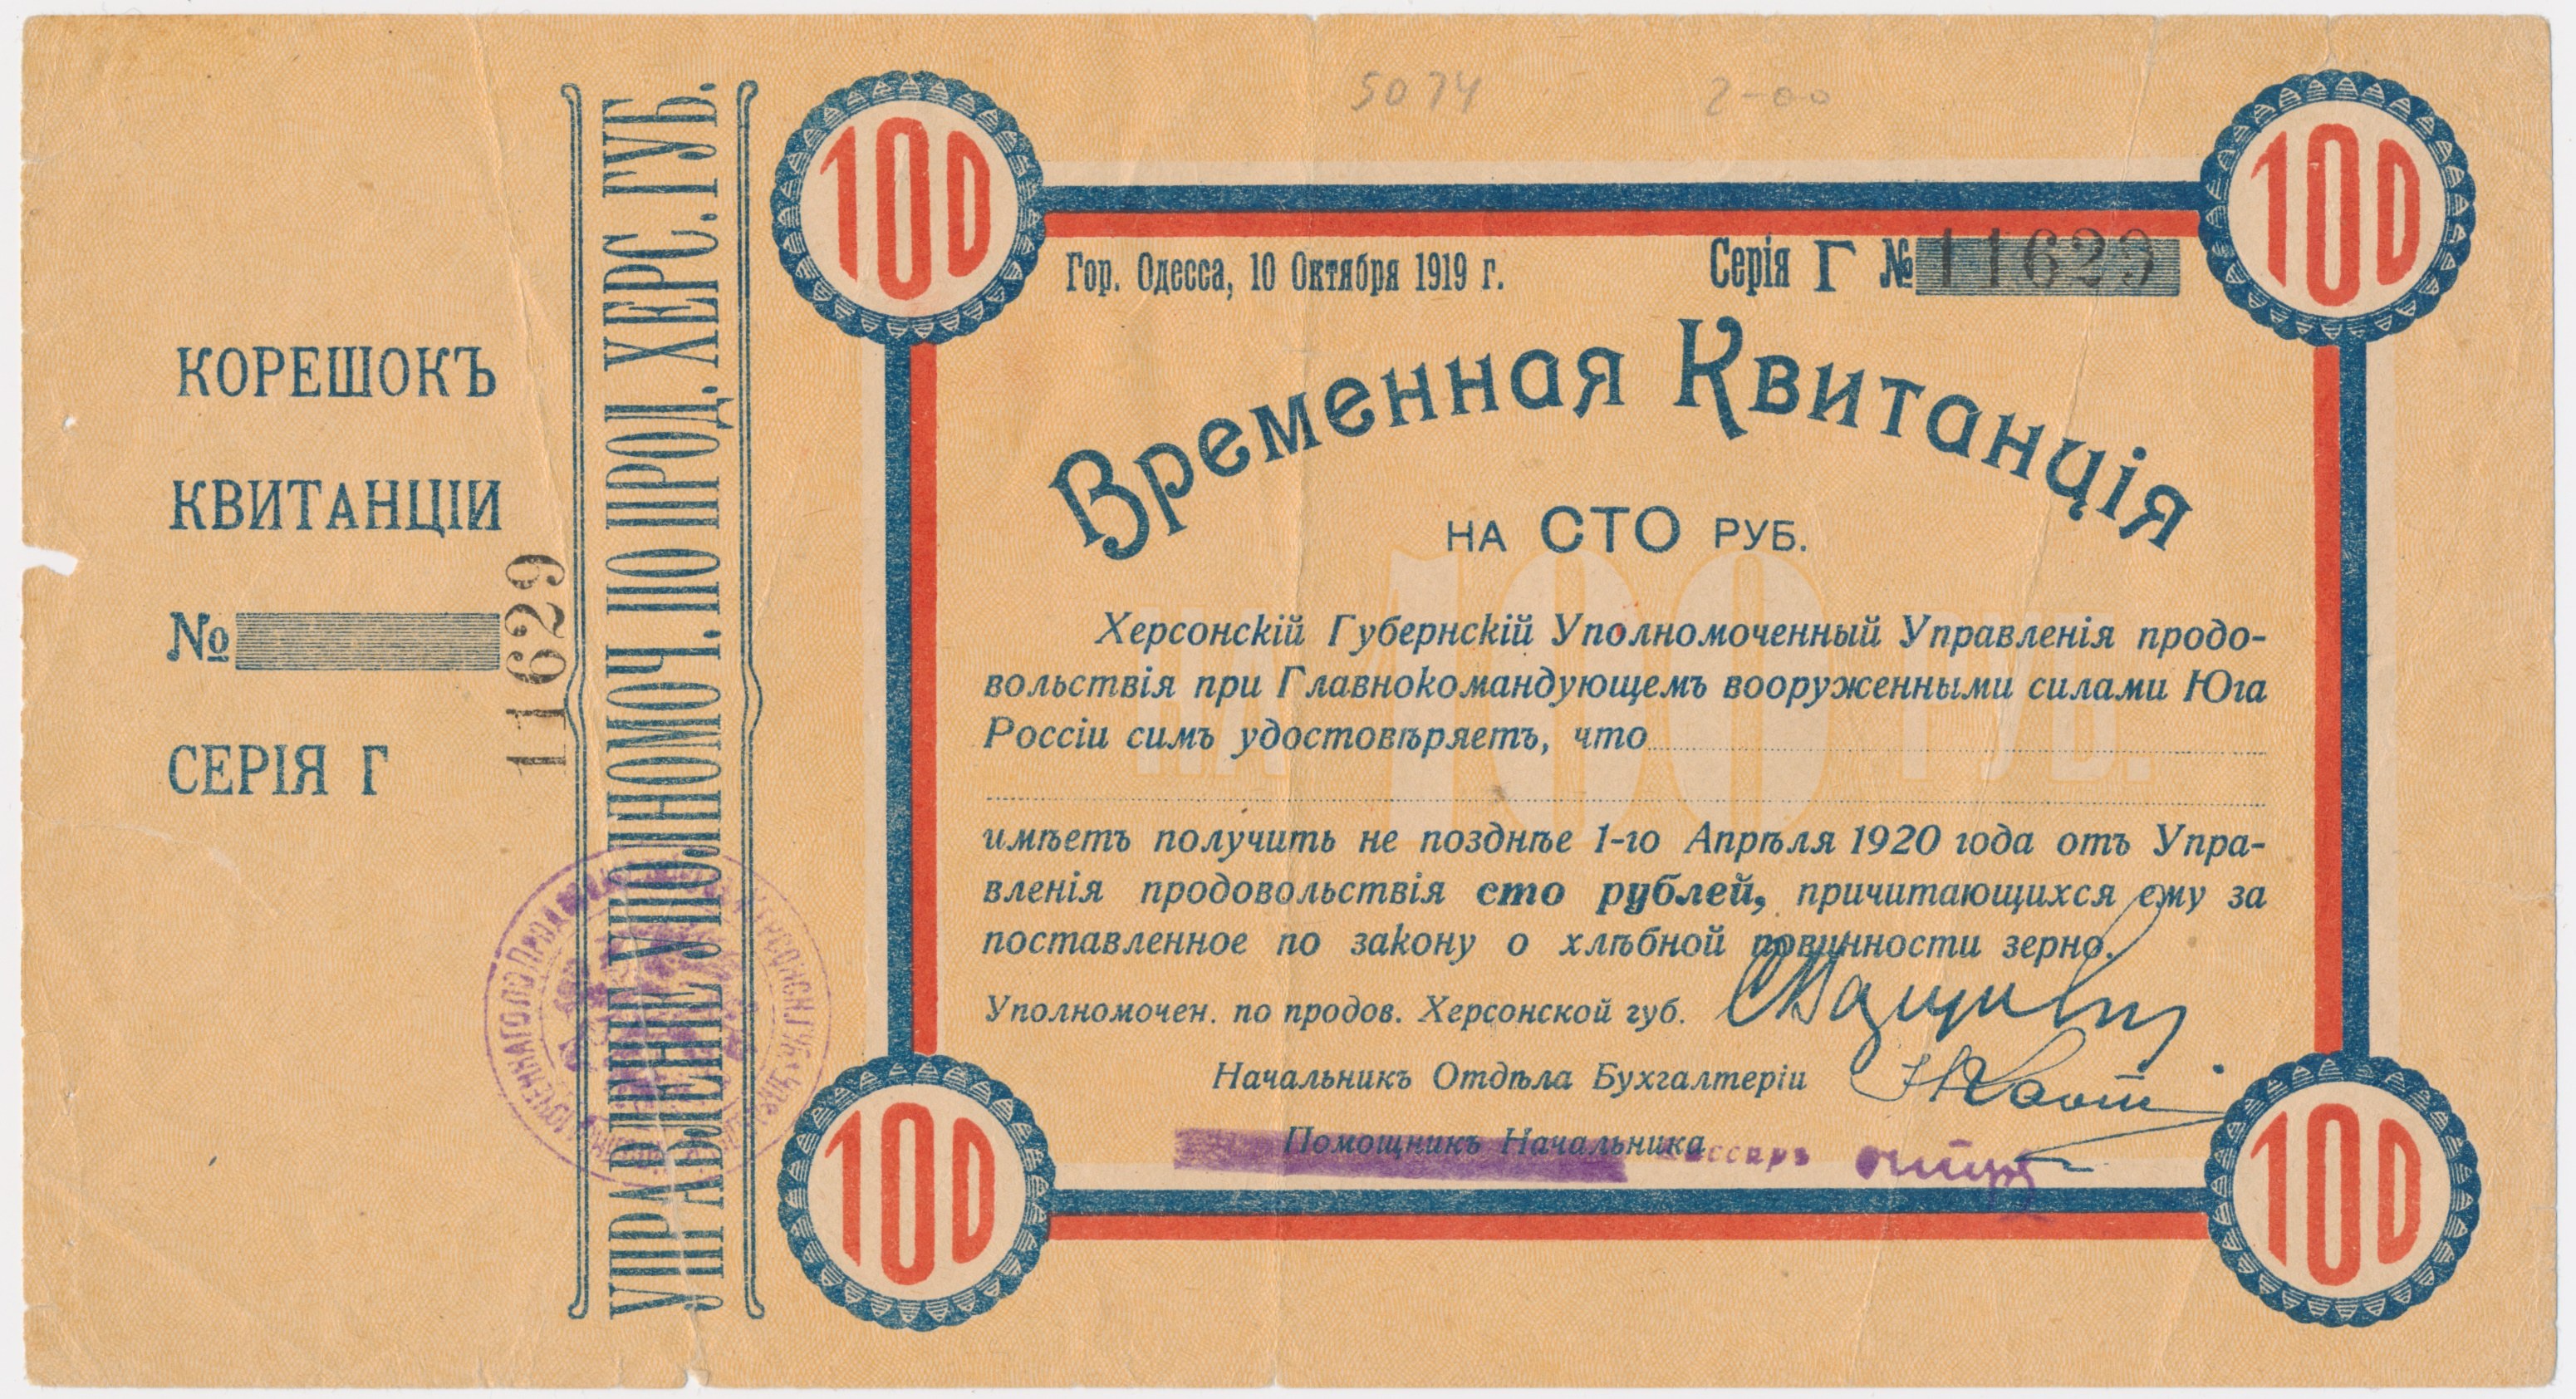 5074
2-00
КОРЕШОКЪ
КВИТАНЦІИ
№
11629
СЕРІЯ Г
УПРАВЛЕНІЕ УПОЛНОМОЧ. ПО ПРОД. ХЕРС. ГУБ.
100
100
Гор. Одесса, 10 Октября 1919 г.
Серія Г № 11629
Временная Квитанція
НА СТО РУБ.
НА 100 РУБ.
Херсонскій Губернскій Уполномоченный Управленія продо-
вольствія при Главнокомандующемъ вооруженными силами Юга
Россіи симъ удостовѣряетъ, что
имѣетъ получить не позднѣе 1-го Апрѣля 1920 года отъ Упра-
вленія продовольствія сто рублей, причитающихся ему за
поставленное по закону о хлѣбной повинности зерно.
Уполномочен. по продов. Херсонской губ.
Начальникъ Отдѣла Бухгалтеріи
Помощникъ Начальника
100
100